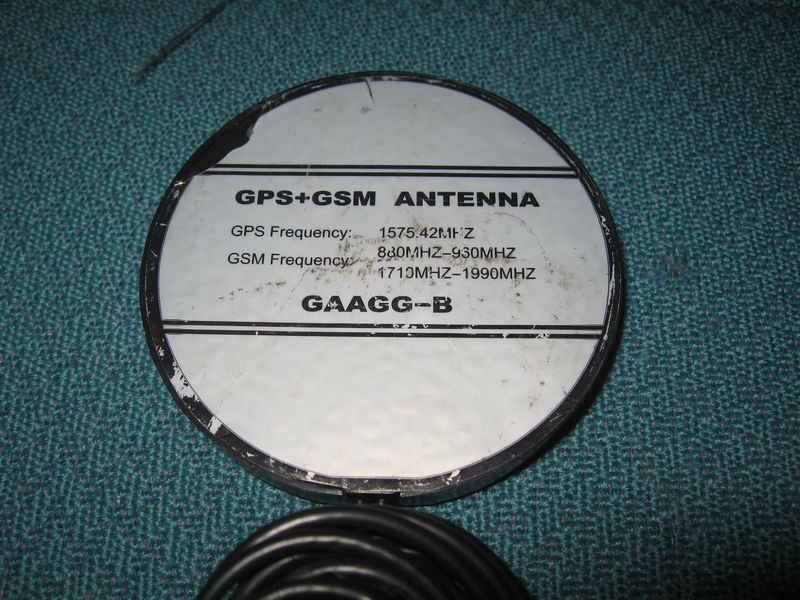 GPS+GSM ANTENNA
GPS Frequency: 1575.42MHZ
GSM Frequency: 880MHZ-960MHZ
1710MHZ-1990MHZ
GAAGG-B